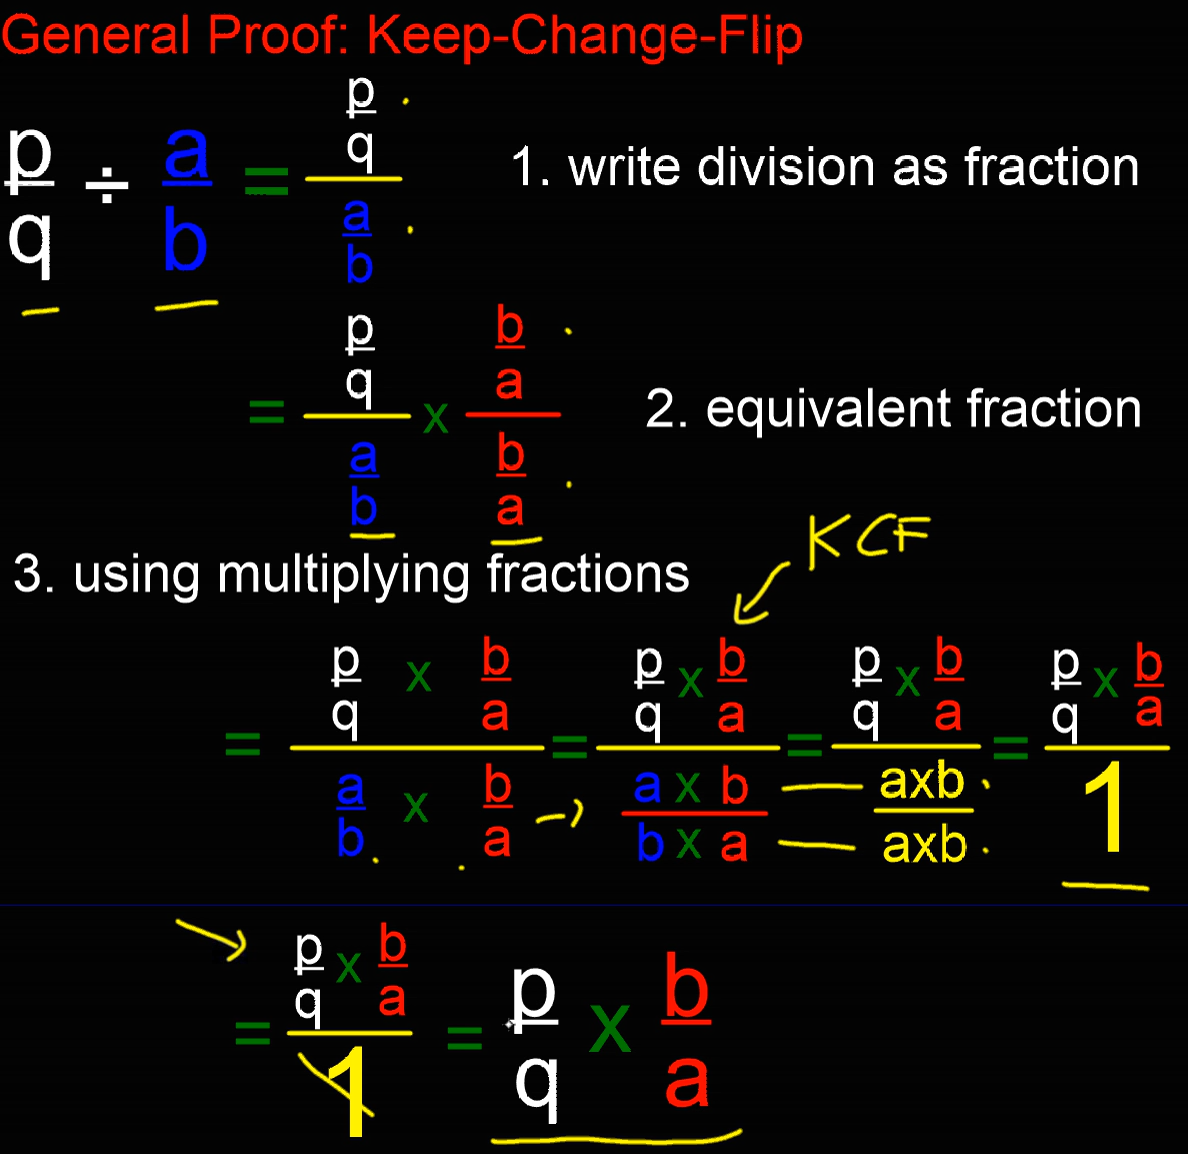 General Proof: Keep-Change-Flip
p/q ÷ a/b = (p/q)/(a/b)
1. write division as fraction
= (p/q)/(a/b) x (b/a)/(b/a)
2. equivalent fraction
KCF
3. using multiplying fractions
= (p/q x b/a)/(a/b x b/a) = (p/q x b/a)/((a x b)/(b x a)) = (p/q x b/a)/(axb/axb) = (p/q x b/a)/1
= (p/q x b/a)/1 = p/q x b/a